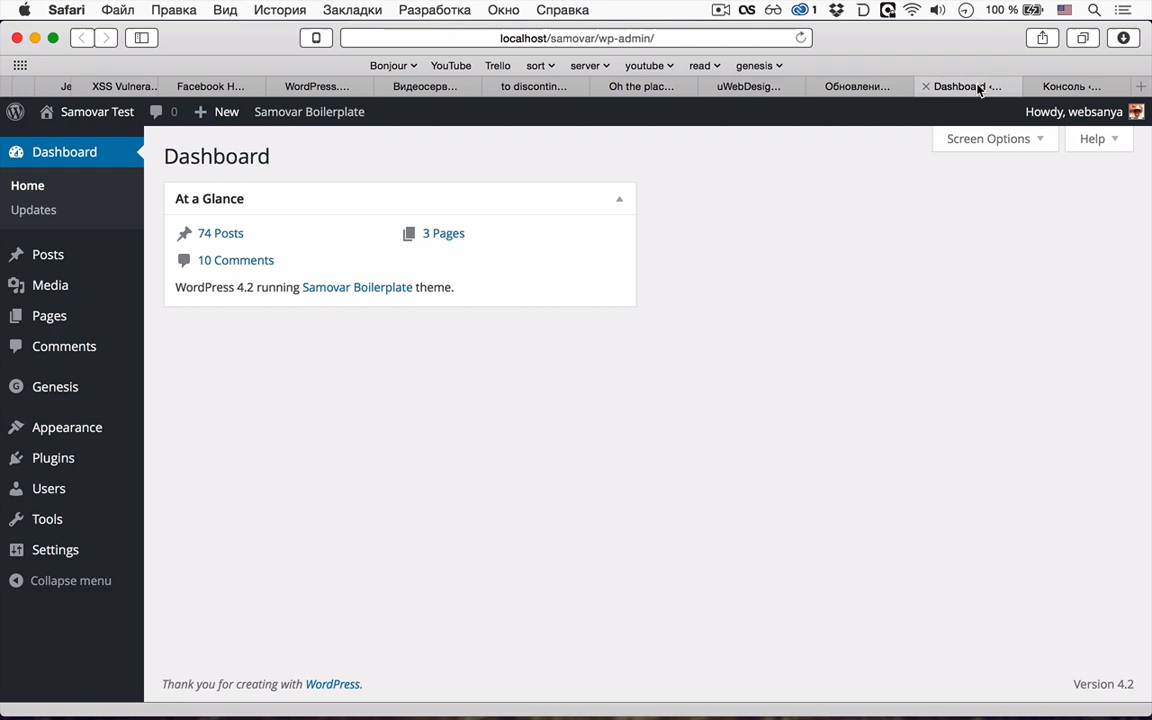 Safari Файл Правка Вид История Закладки Разработка Окно Справка 1 100 %
localhost/samovar/wp-admin/
Bonjour YouTube Trello sort server youtube read genesis
Je XSS Vulnera... Facebook H... WordPress.... Видеосерв... to discontin... Oh the plac... uWebDesig... Обновлени... Dashboard ‹... Консоль ‹...
Samovar Test 0 New Samovar Boilerplate Howdy, websanya
Screen Options Help
Dashboard
Home
Updates
Posts
Media
Pages
Comments
Genesis
Appearance
Plugins
Users
Tools
Settings
Collapse menu
Dashboard
At a Glance
74 Posts 3 Pages
10 Comments
WordPress 4.2 running Samovar Boilerplate theme.
Thank you for creating with WordPress. Version 4.2